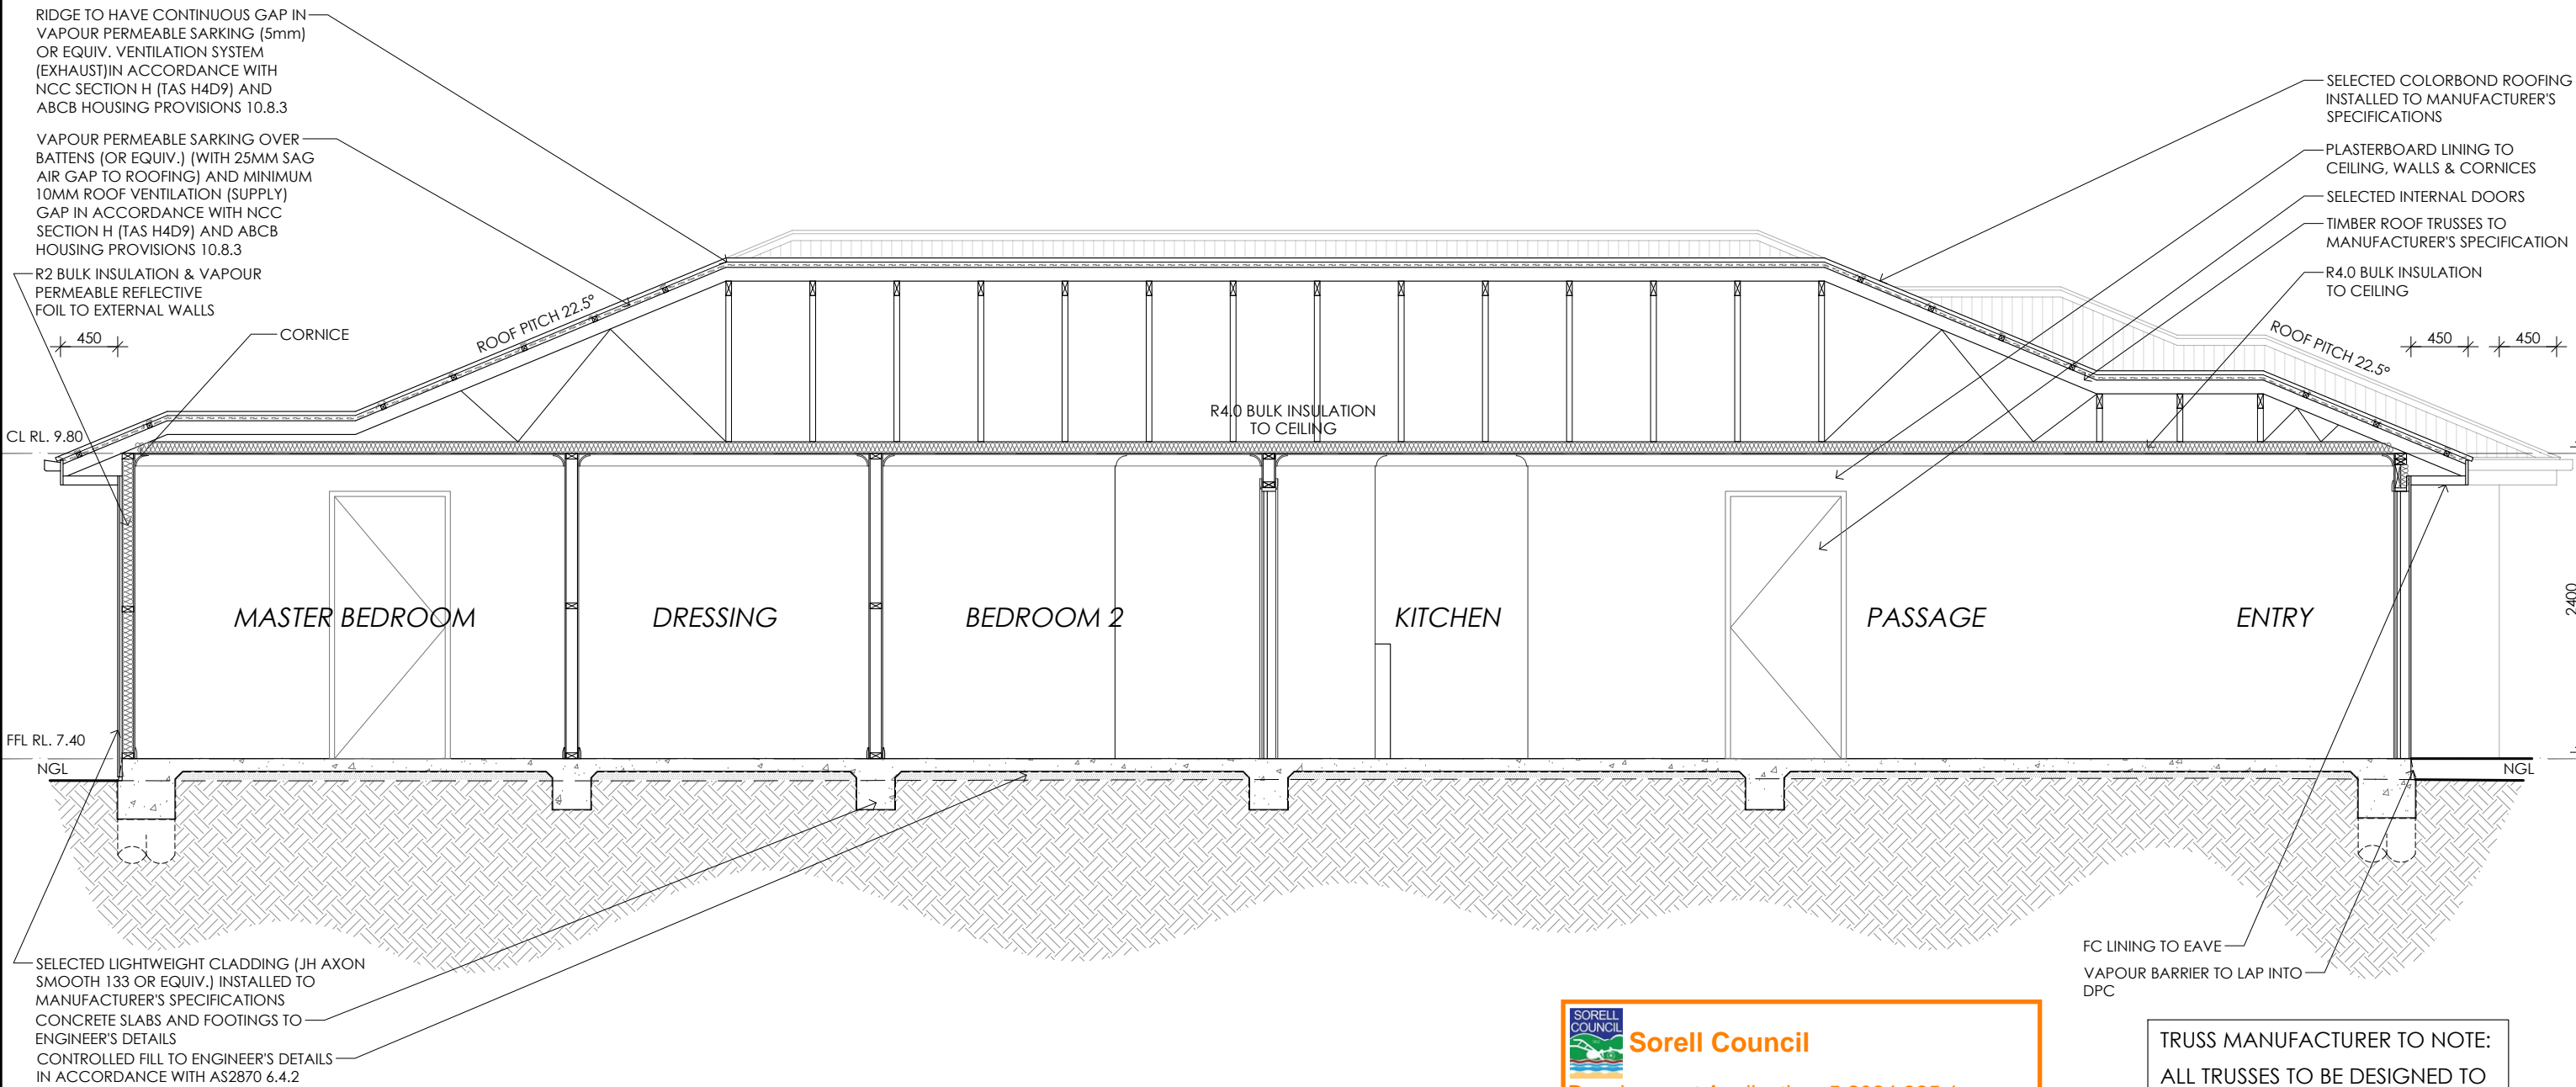 RIDGE TO HAVE CONTINUOUS GAP IN
VAPOUR PERMEABLE SARKING (5mm)
OR EQUIV. VENTILATION SYSTEM
(EXHAUST)IN ACCORDANCE WITH
NCC SECTION H (TAS H4D9) AND
ABCB HOUSING PROVISIONS 10.8.3
VAPOUR PERMEABLE SARKING OVER
BATTENS (OR EQUIV.) (WITH 25MM SAG
AIR GAP TO ROOFING) AND MINIMUM
10MM ROOF VENTILATION (SUPPLY)
GAP IN ACCORDANCE WITH NCC
SECTION H (TAS H4D9) AND ABCB
HOUSING PROVISIONS 10.8.3
R2 BULK INSULATION & VAPOUR
PERMEABLE REFLECTIVE
FOIL TO EXTERNAL WALLS
450
CORNICE
ROOF PITCH 22.5°
SELECTED COLORBOND ROOFING
INSTALLED TO MANUFACTURER'S
SPECIFICATIONS
PLASTERBOARD LINING TO
CEILING, WALLS & CORNICES
SELECTED INTERNAL DOORS
TIMBER ROOF TRUSSES TO
MANUFACTURER'S SPECIFICATION
R4.0 BULK INSULATION
TO CEILING
ROOF PITCH 22.5°
450
450
R4.0 BULK INSULATION
TO CEILING
CL RL. 9.80
MASTER BEDROOM
DRESSING
BEDROOM 2
KITCHEN
PASSAGE
ENTRY
2400
FFL RL. 7.40
NGL
NGL
SELECTED LIGHTWEIGHT CLADDING (JH AXON
SMOOTH 133 OR EQUIV.) INSTALLED TO
MANUFACTURER'S SPECIFICATIONS
CONCRETE SLABS AND FOOTINGS TO
ENGINEER'S DETAILS
CONTROLLED FILL TO ENGINEER'S DETAILS
IN ACCORDANCE WITH AS2870 6.4.2
FC LINING TO EAVE
VAPOUR BARRIER TO LAP INTO
DPC
SORELL
COUNCIL
Sorell Council
TRUSS MANUFACTURER TO NOTE:
ALL TRUSSES TO BE DESIGNED TO